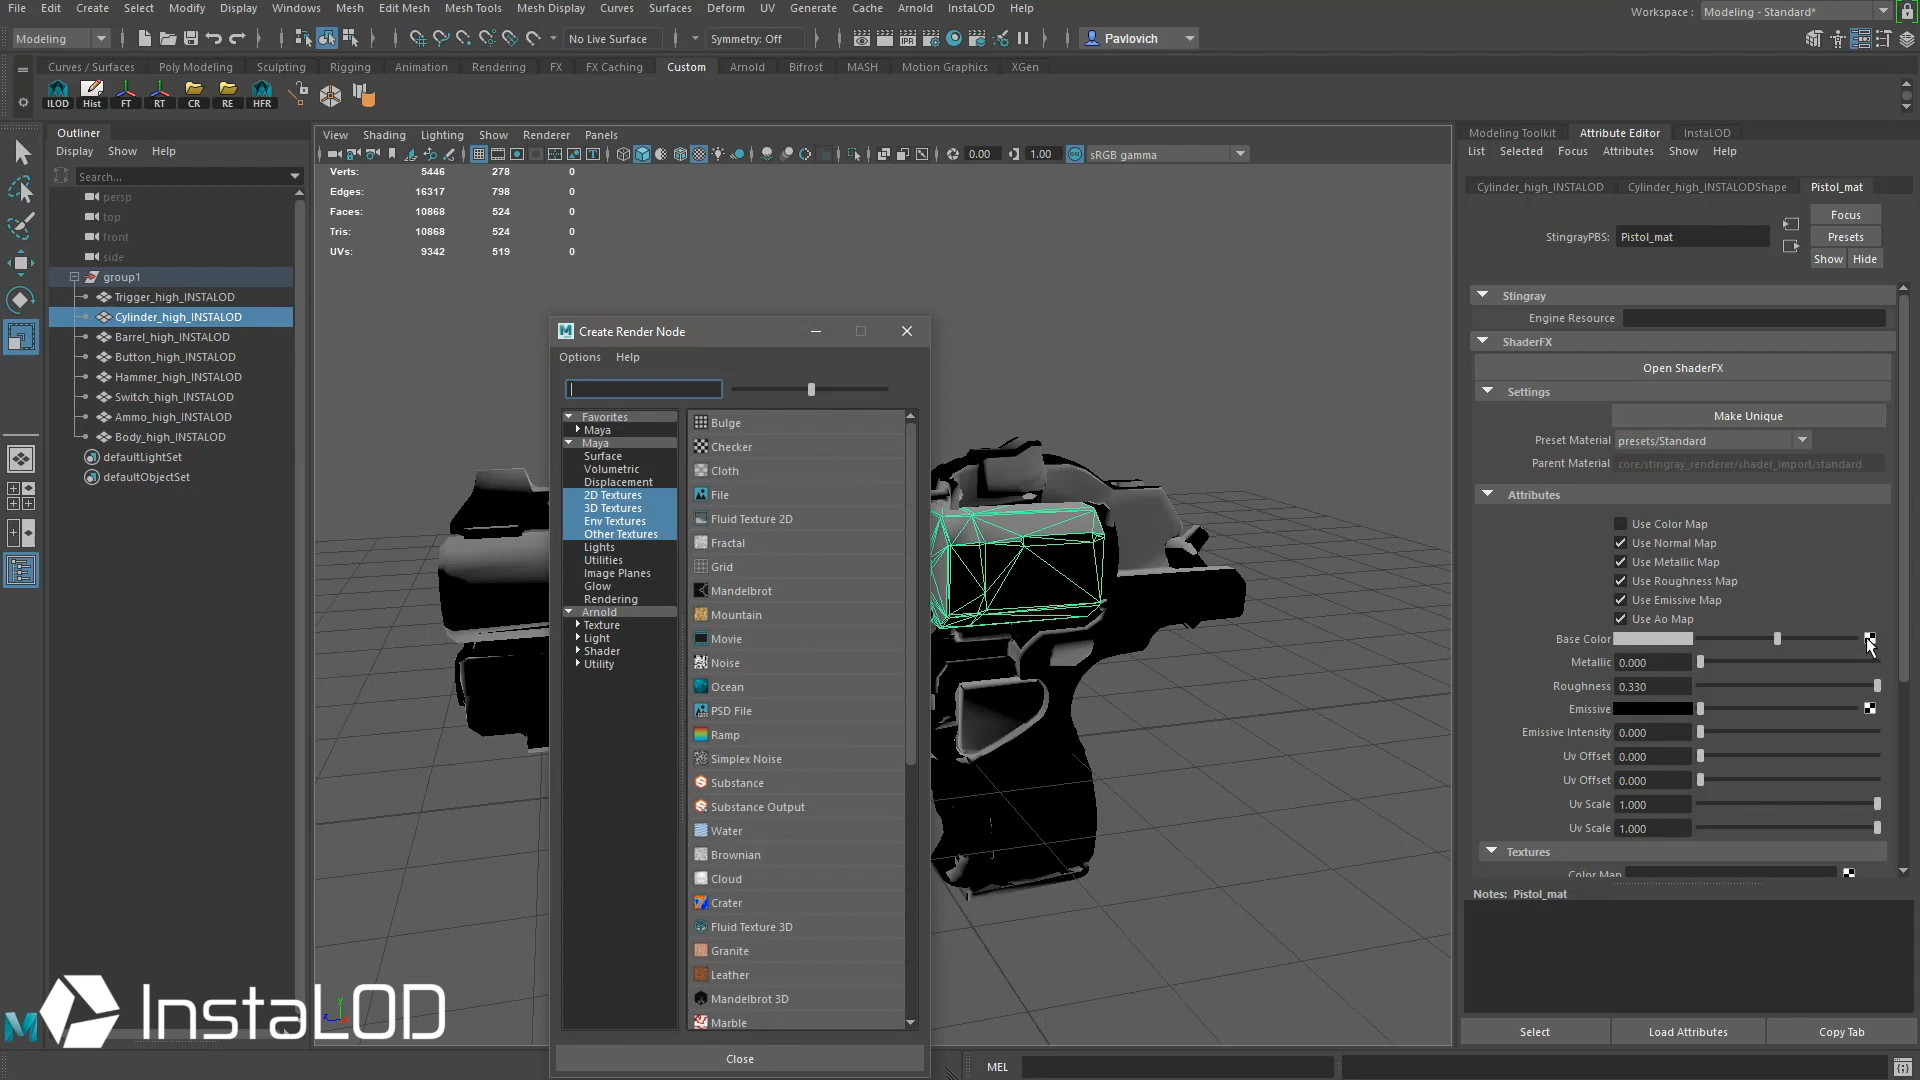 File Edit Create Select Modify Display Windows Mesh Edit Mesh Mesh Tools Mesh Display Curves Surfaces Deform UV Generate Cache Arnold InstaLOD Help
Workspace : Modeling - Standard*
Modeling
No Live Surface
Symmetry: Off
Pavlovich
Curves / Surfaces Poly Modeling Sculpting Rigging Animation Rendering FX FX Caching Custom Arnold Bifrost MASH Motion Graphics XGen
ILOD Hist FT RT CR RE HFR
Outliner
Display Show Help
Search...
persp
top
front
side
group1
Trigger_high_INSTALOD
Cylinder_high_INSTALOD
Barrel_high_INSTALOD
Button_high_INSTALOD
Hammer_high_INSTALOD
Switch_high_INSTALOD
Ammo_high_INSTALOD
Body_high_INSTALOD
defaultLightSet
defaultObjectSet
View Shading Lighting Show Renderer Panels
0.00 1.00 sRGB gamma
Verts: 5446 278 0
Edges: 16317 798 0
Faces: 10868 524 0
Tris: 10868 524 0
UVs: 9342 519 0
Create Render Node
Options Help
Favorites
Maya
Maya
Surface
Volumetric
Displacement
2D Textures
3D Textures
Env Textures
Other Textures
Lights
Utilities
Image Planes
Glow
Rendering
Arnold
Texture
Light
Shader
Utility
Bulge
Checker
Cloth
File
Fluid Texture 2D
Fractal
Grid
Mandelbrot
Mountain
Movie
Noise
Ocean
PSD File
Ramp
Simplex Noise
Substance
Substance Output
Water
Brownian
Cloud
Crater
Fluid Texture 3D
Granite
Leather
Mandelbrot 3D
Marble
Close
Modeling Toolkit Attribute Editor InstaLOD
List Selected Focus Attributes Show Help
Cylinder_high_INSTALOD Cylinder_high_INSTALODShape Pistol_mat
Focus
StingrayPBS: Pistol_mat
Presets
Show Hide
Stingray
Engine Resource
ShaderFX
Open ShaderFX
Settings
Make Unique
Preset Material presets/Standard
Parent Material core/stingray_renderer/shader_import/standard
Attributes
Use Color Map
Use Normal Map
Use Metallic Map
Use Roughness Map
Use Emissive Map
Use Ao Map
Base Color
Metallic 0.000
Roughness 0.330
Emissive
Emissive Intensity 0.000
Uv Offset 0.000
Uv Offset 0.000
Uv Scale 1.000
Uv Scale 1.000
Textures
Color Map
Notes: Pistol_mat
Select Load Attributes Copy Tab
InstaLOD
MEL